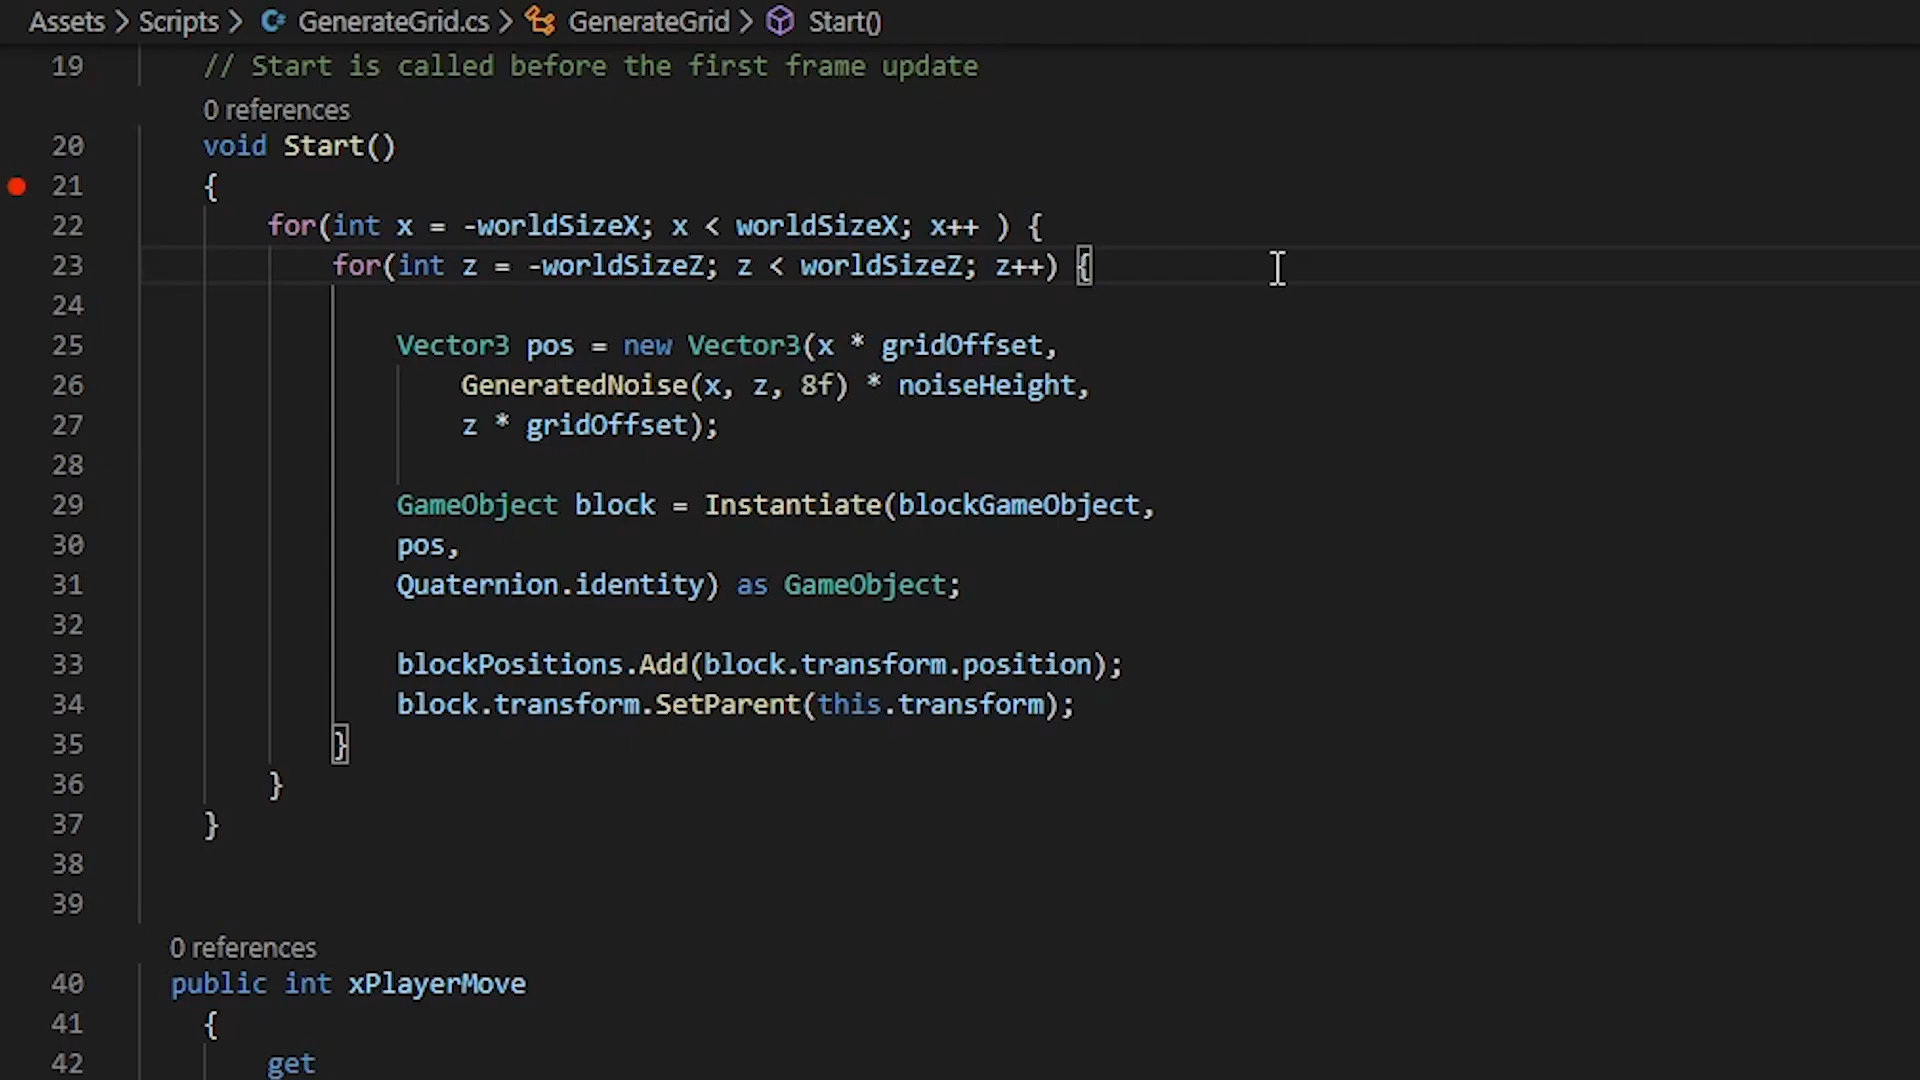 Assets > Scripts > GenerateGrid.cs > GenerateGrid > Start()
19 // Start is called before the first frame update
0 references
20 void Start()
21 {
22 for(int x = -worldSizeX; x < worldSizeX; x++ ) {
23 for(int z = -worldSizeZ; z < worldSizeZ; z++) {
24
25 Vector3 pos = new Vector3(x * gridOffset,
26 GeneratedNoise(x, z, 8f) * noiseHeight,
27 z * gridOffset);
28
29 GameObject block = Instantiate(blockGameObject,
30 pos,
31 Quaternion.identity) as GameObject;
32
33 blockPositions.Add(block.transform.position);
34 block.transform.SetParent(this.transform);
35 }
36 }
37 }
38
39
0 references
40 public int xPlayerMove
41 {
42 get